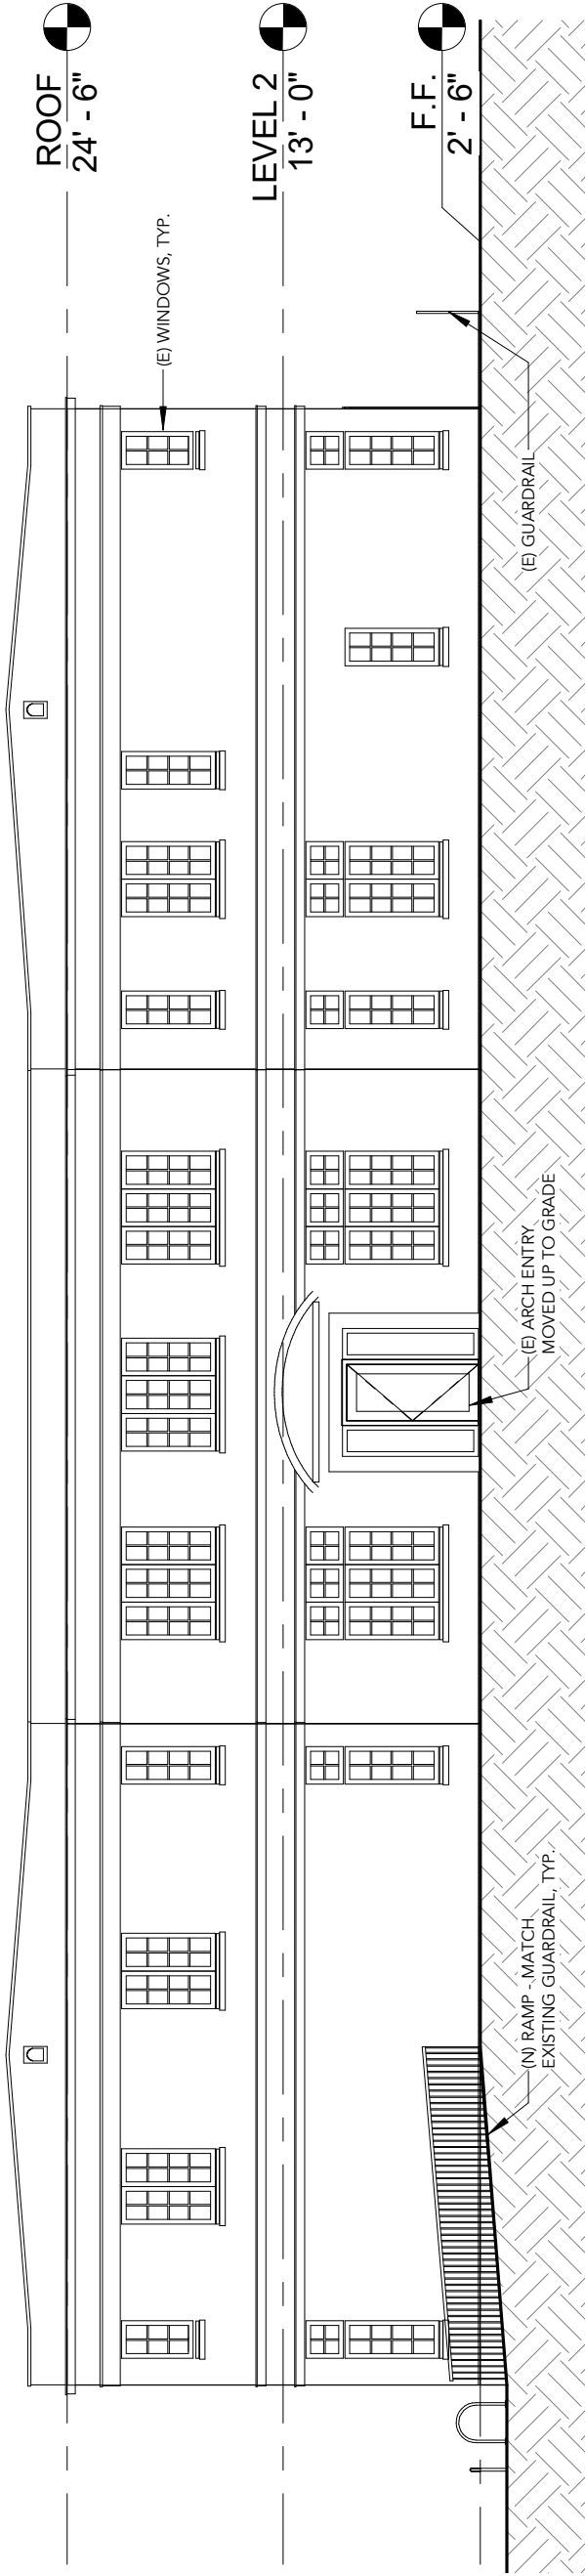 ROOF
24' - 6"
LEVEL 2
13' - 0"
F.F.
2' - 6"
(E) WINDOWS, TYP.
(E) GUARDRAIL
(E) ARCH ENTRY
MOVED UP TO GRADE
(N) RAMP - MATCH
EXISTING GUARDRAIL, TYP.